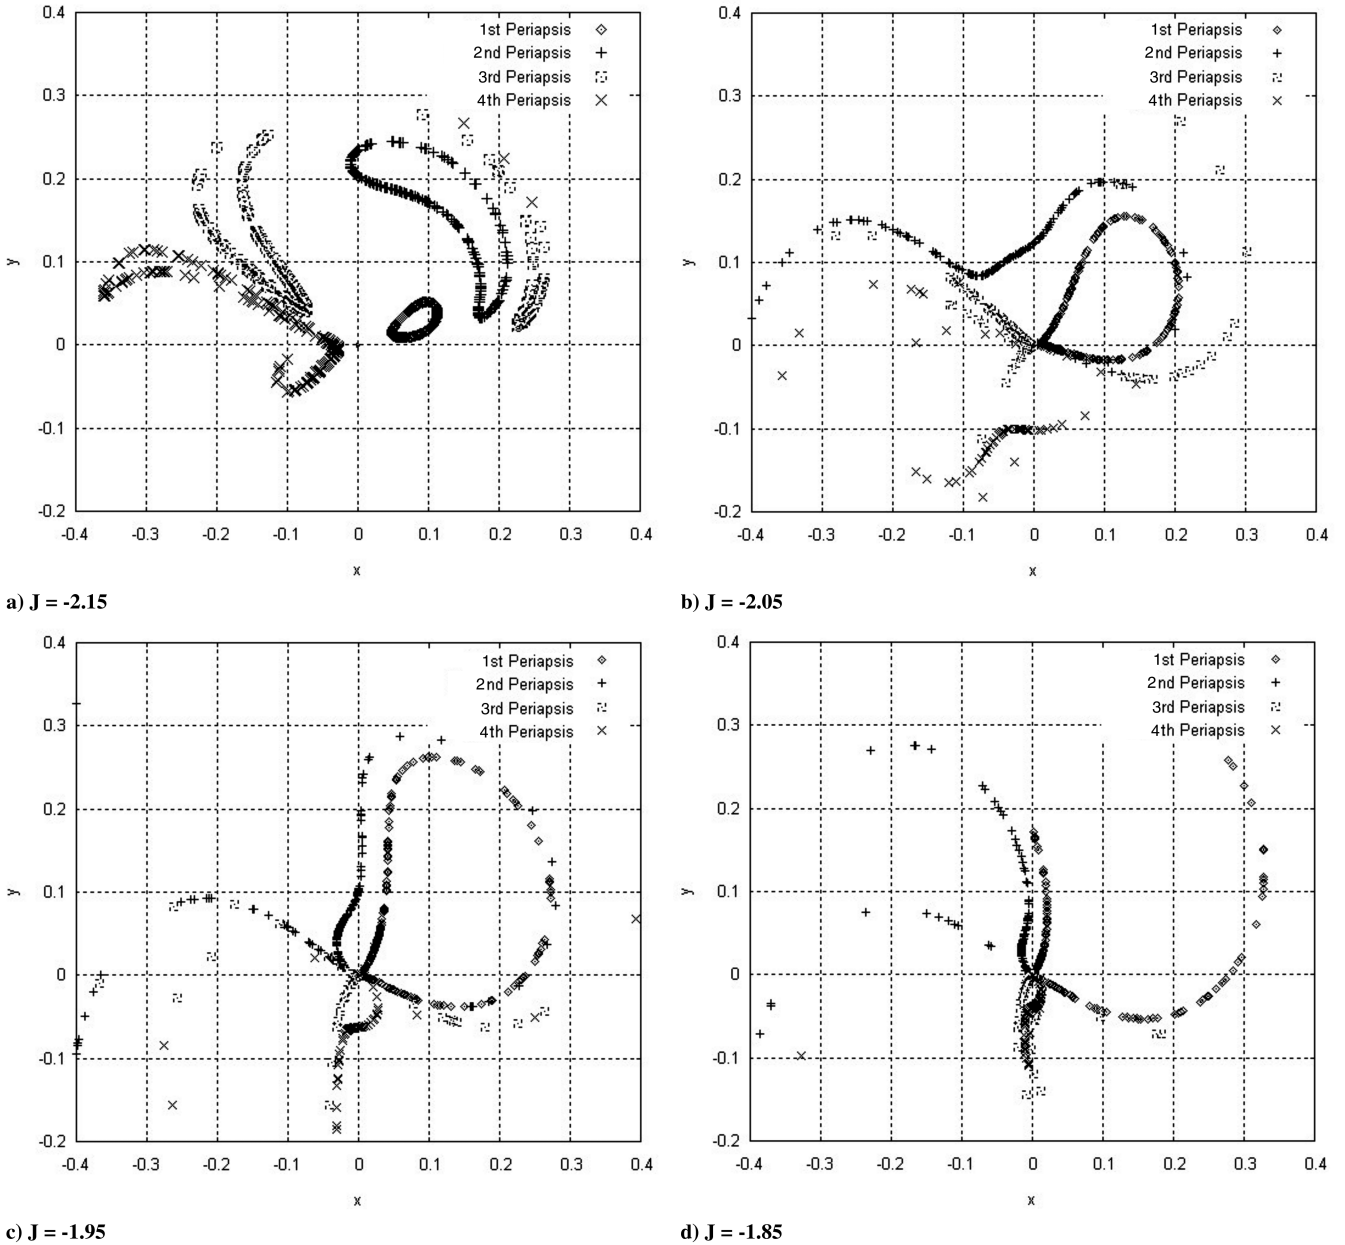 0.4
0.3
0.2
0.1
0
-0.1
-0.2
y
1st Periapsis
2nd Periapsis
3rd Periapsis
4th Periapsis
-0.4 -0.3 -0.2 -0.1 0 0.1 0.2 0.3 0.4
x
a) J = -2.15
0.4
0.3
0.2
0.1
0
-0.1
-0.2
y
1st Periapsis
2nd Periapsis
3rd Periapsis
4th Periapsis
-0.4 -0.3 -0.2 -0.1 0 0.1 0.2 0.3 0.4
x
b) J = -2.05
0.4
0.3
0.2
0.1
0
-0.1
-0.2
y
1st Periapsis
2nd Periapsis
3rd Periapsis
4th Periapsis
-0.4 -0.3 -0.2 -0.1 0 0.1 0.2 0.3 0.4
x
c) J = -1.95
0.4
0.3
0.2
0.1
0
-0.1
-0.2
y
1st Periapsis
2nd Periapsis
3rd Periapsis
4th Periapsis
-0.4 -0.3 -0.2 -0.1 0 0.1 0.2 0.3 0.4
x
d) J = -1.85